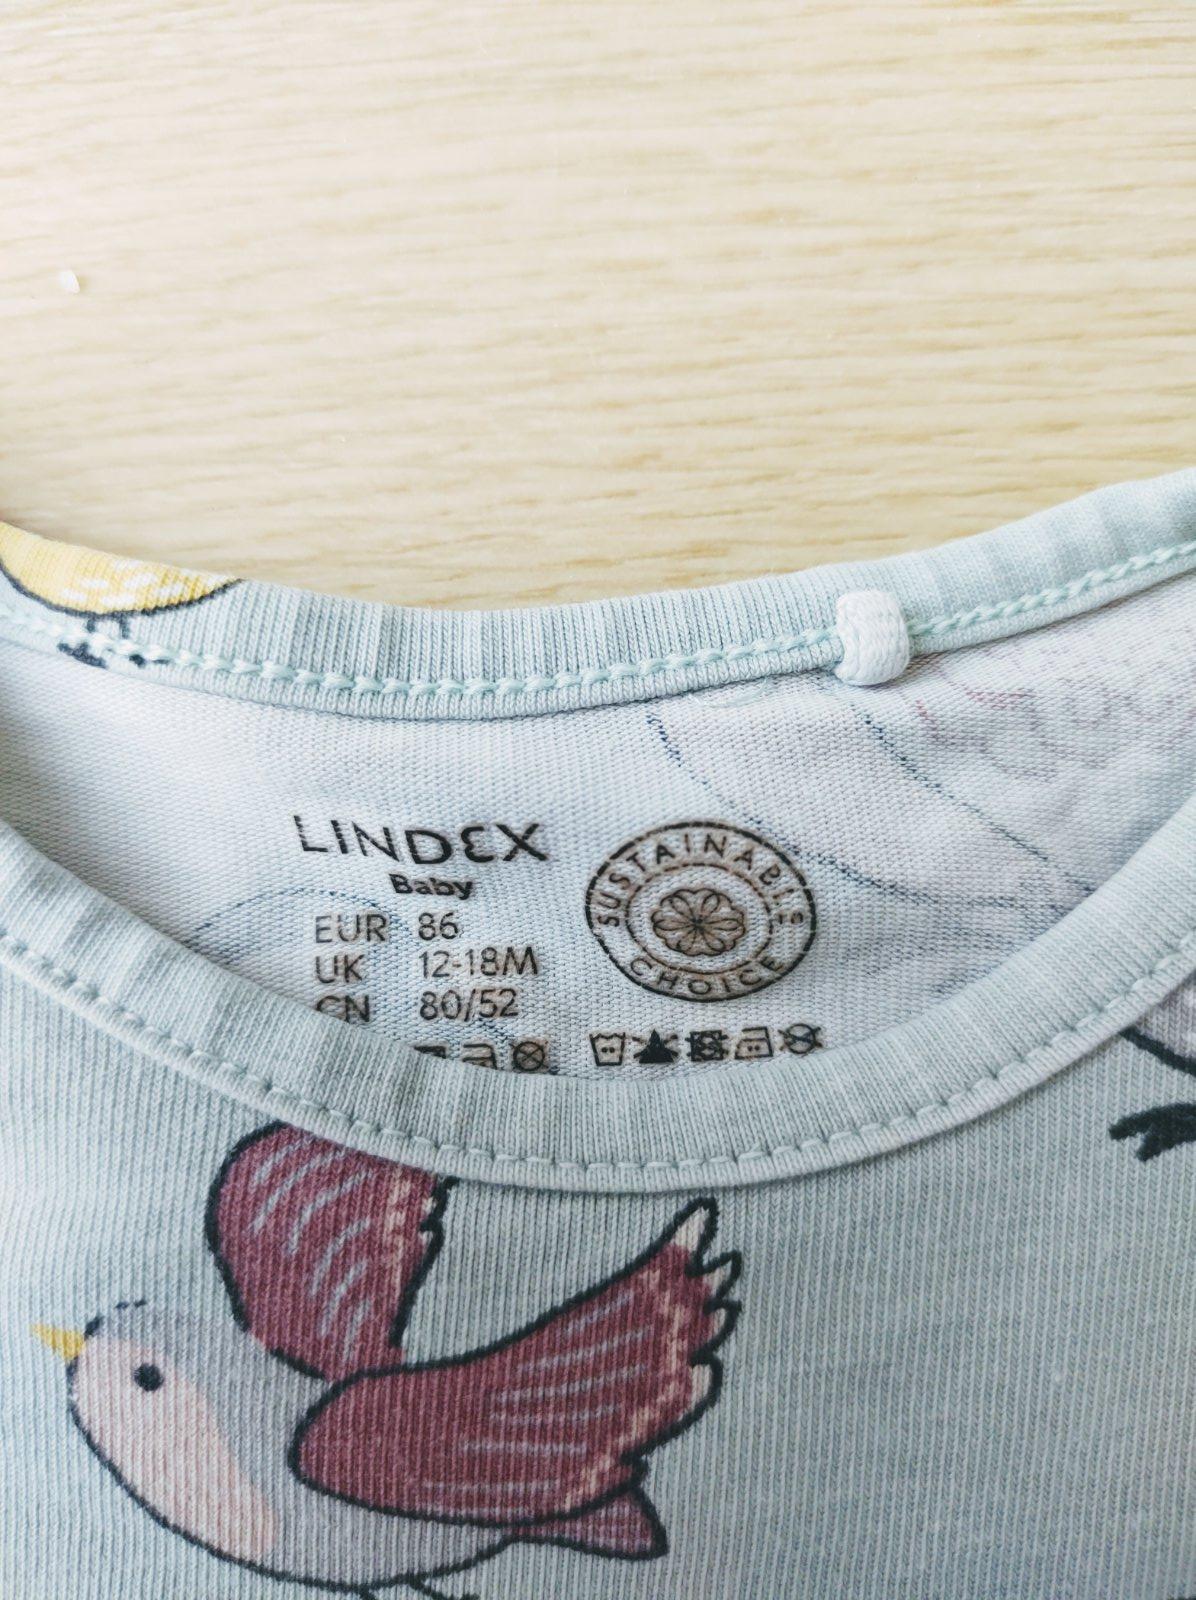 LINDEX
Baby
EUR 86
UK 12-18M
CN 80/52
SUSTAINABLE
CHOICE